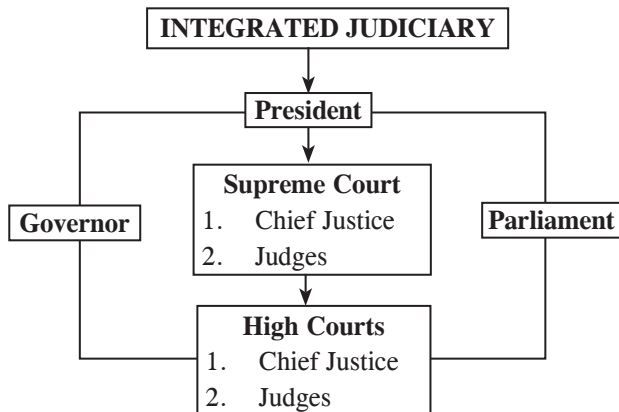 INTEGRATED JUDICIARY
President
Supreme Court
1. Chief Justice
2. Judges
Governor
Parliament
High Courts
1. Chief Justice
2. Judges